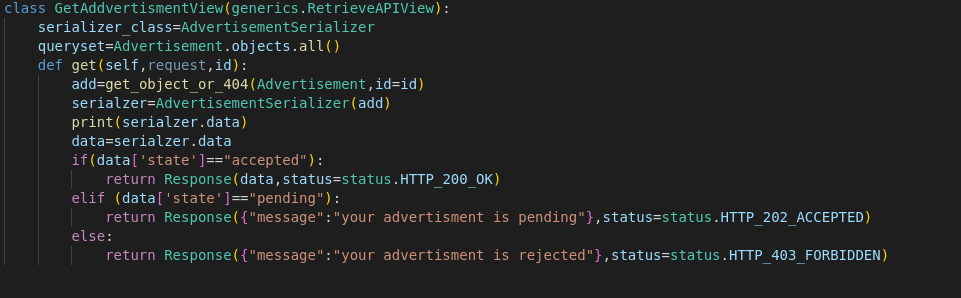 class GetAddvertismentView(generics.RetrieveAPIView):
    serializer_class=AdvertisementSerializer
    queryset=Advertisement.objects.all()
    def get(self,request,id):
        add=get_object_or_404(Advertisement,id=id)
        serialzer=AdvertisementSerializer(add)
        print(serialzer.data)
        data=serialzer.data
        if(data['state']=="accepted"):
            return Response(data,status=status.HTTP_200_OK)
        elif (data['state']=="pending"):
            return Response({"message":"your advertisment is pending"},status=status.HTTP_202_ACCEPTED)
        else:
            return Response({"message":"your advertisment is rejected"},status=status.HTTP_403_FORBIDDEN)